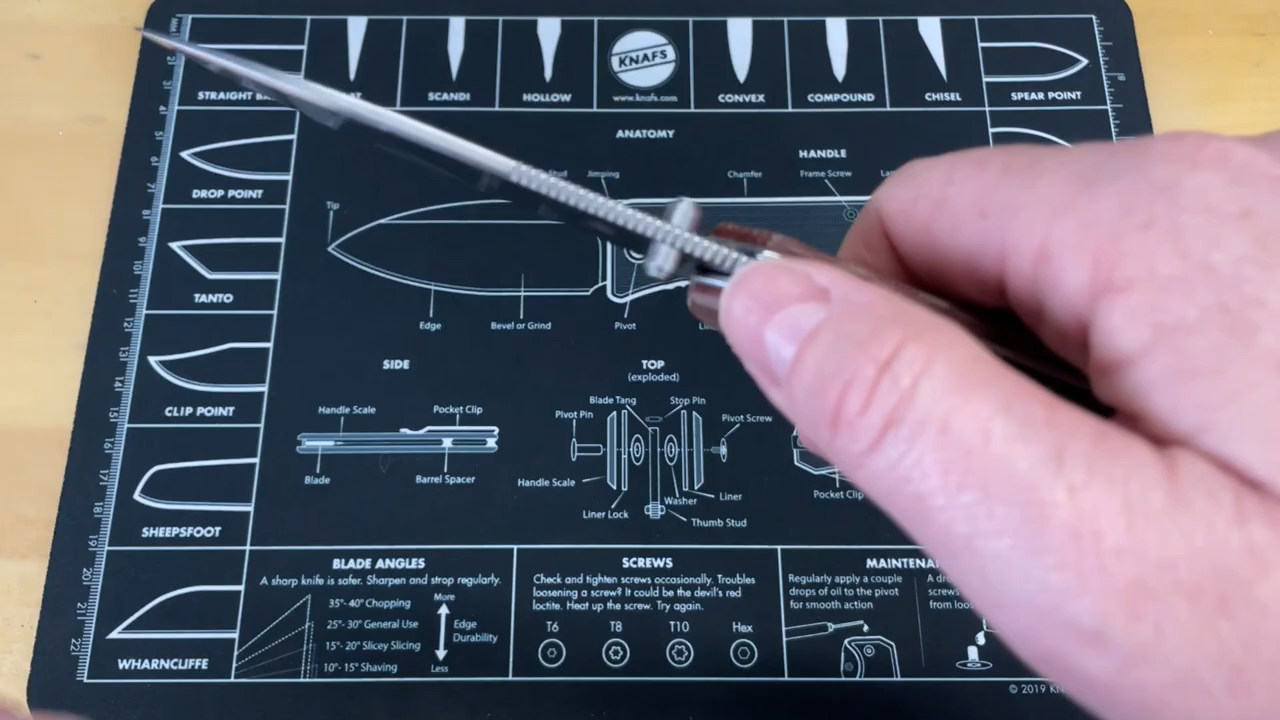 KNAFS
www.knafs.com
SCANDI
HOLLOW
CONVEX
COMPOUND
CHISEL
SPEAR POINT
STRAIGHT
DROP POINT
TANTO
CLIP POINT
SHEEPSFOOT
WHARNCLIFFE
ANATOMY
HANDLE
Jimping
Chamfer
Frame Screw
Tip
Edge
Bevel or Grind
Pivot
SIDE
Handle Scale
Pocket Clip
Blade
Barrel Spacer
TOP
(exploded)
Blade Tang
Stop Pin
Pivot Pin
Pivot Screw
Handle Scale
Washer
Liner
Liner Lock
Thumb Stud
Pocket Clip
BLADE ANGLES
A sharp knife is safer. Sharpen and strop regularly.
35°- 40° Chopping
25°- 30° General Use
15°- 20° Slicey Slicing
10°- 15° Shaving
More
Edge
Durability
Less
SCREWS
Check and tighten screws occasionally. Troubles
loosening a screw? It could be the devil's red
loctite. Heat up the screw. Try again.
T6 T8 T10 Hex
Regularly apply a couple
drops of oil to the pivot
for smooth action
screws
from
© 2019